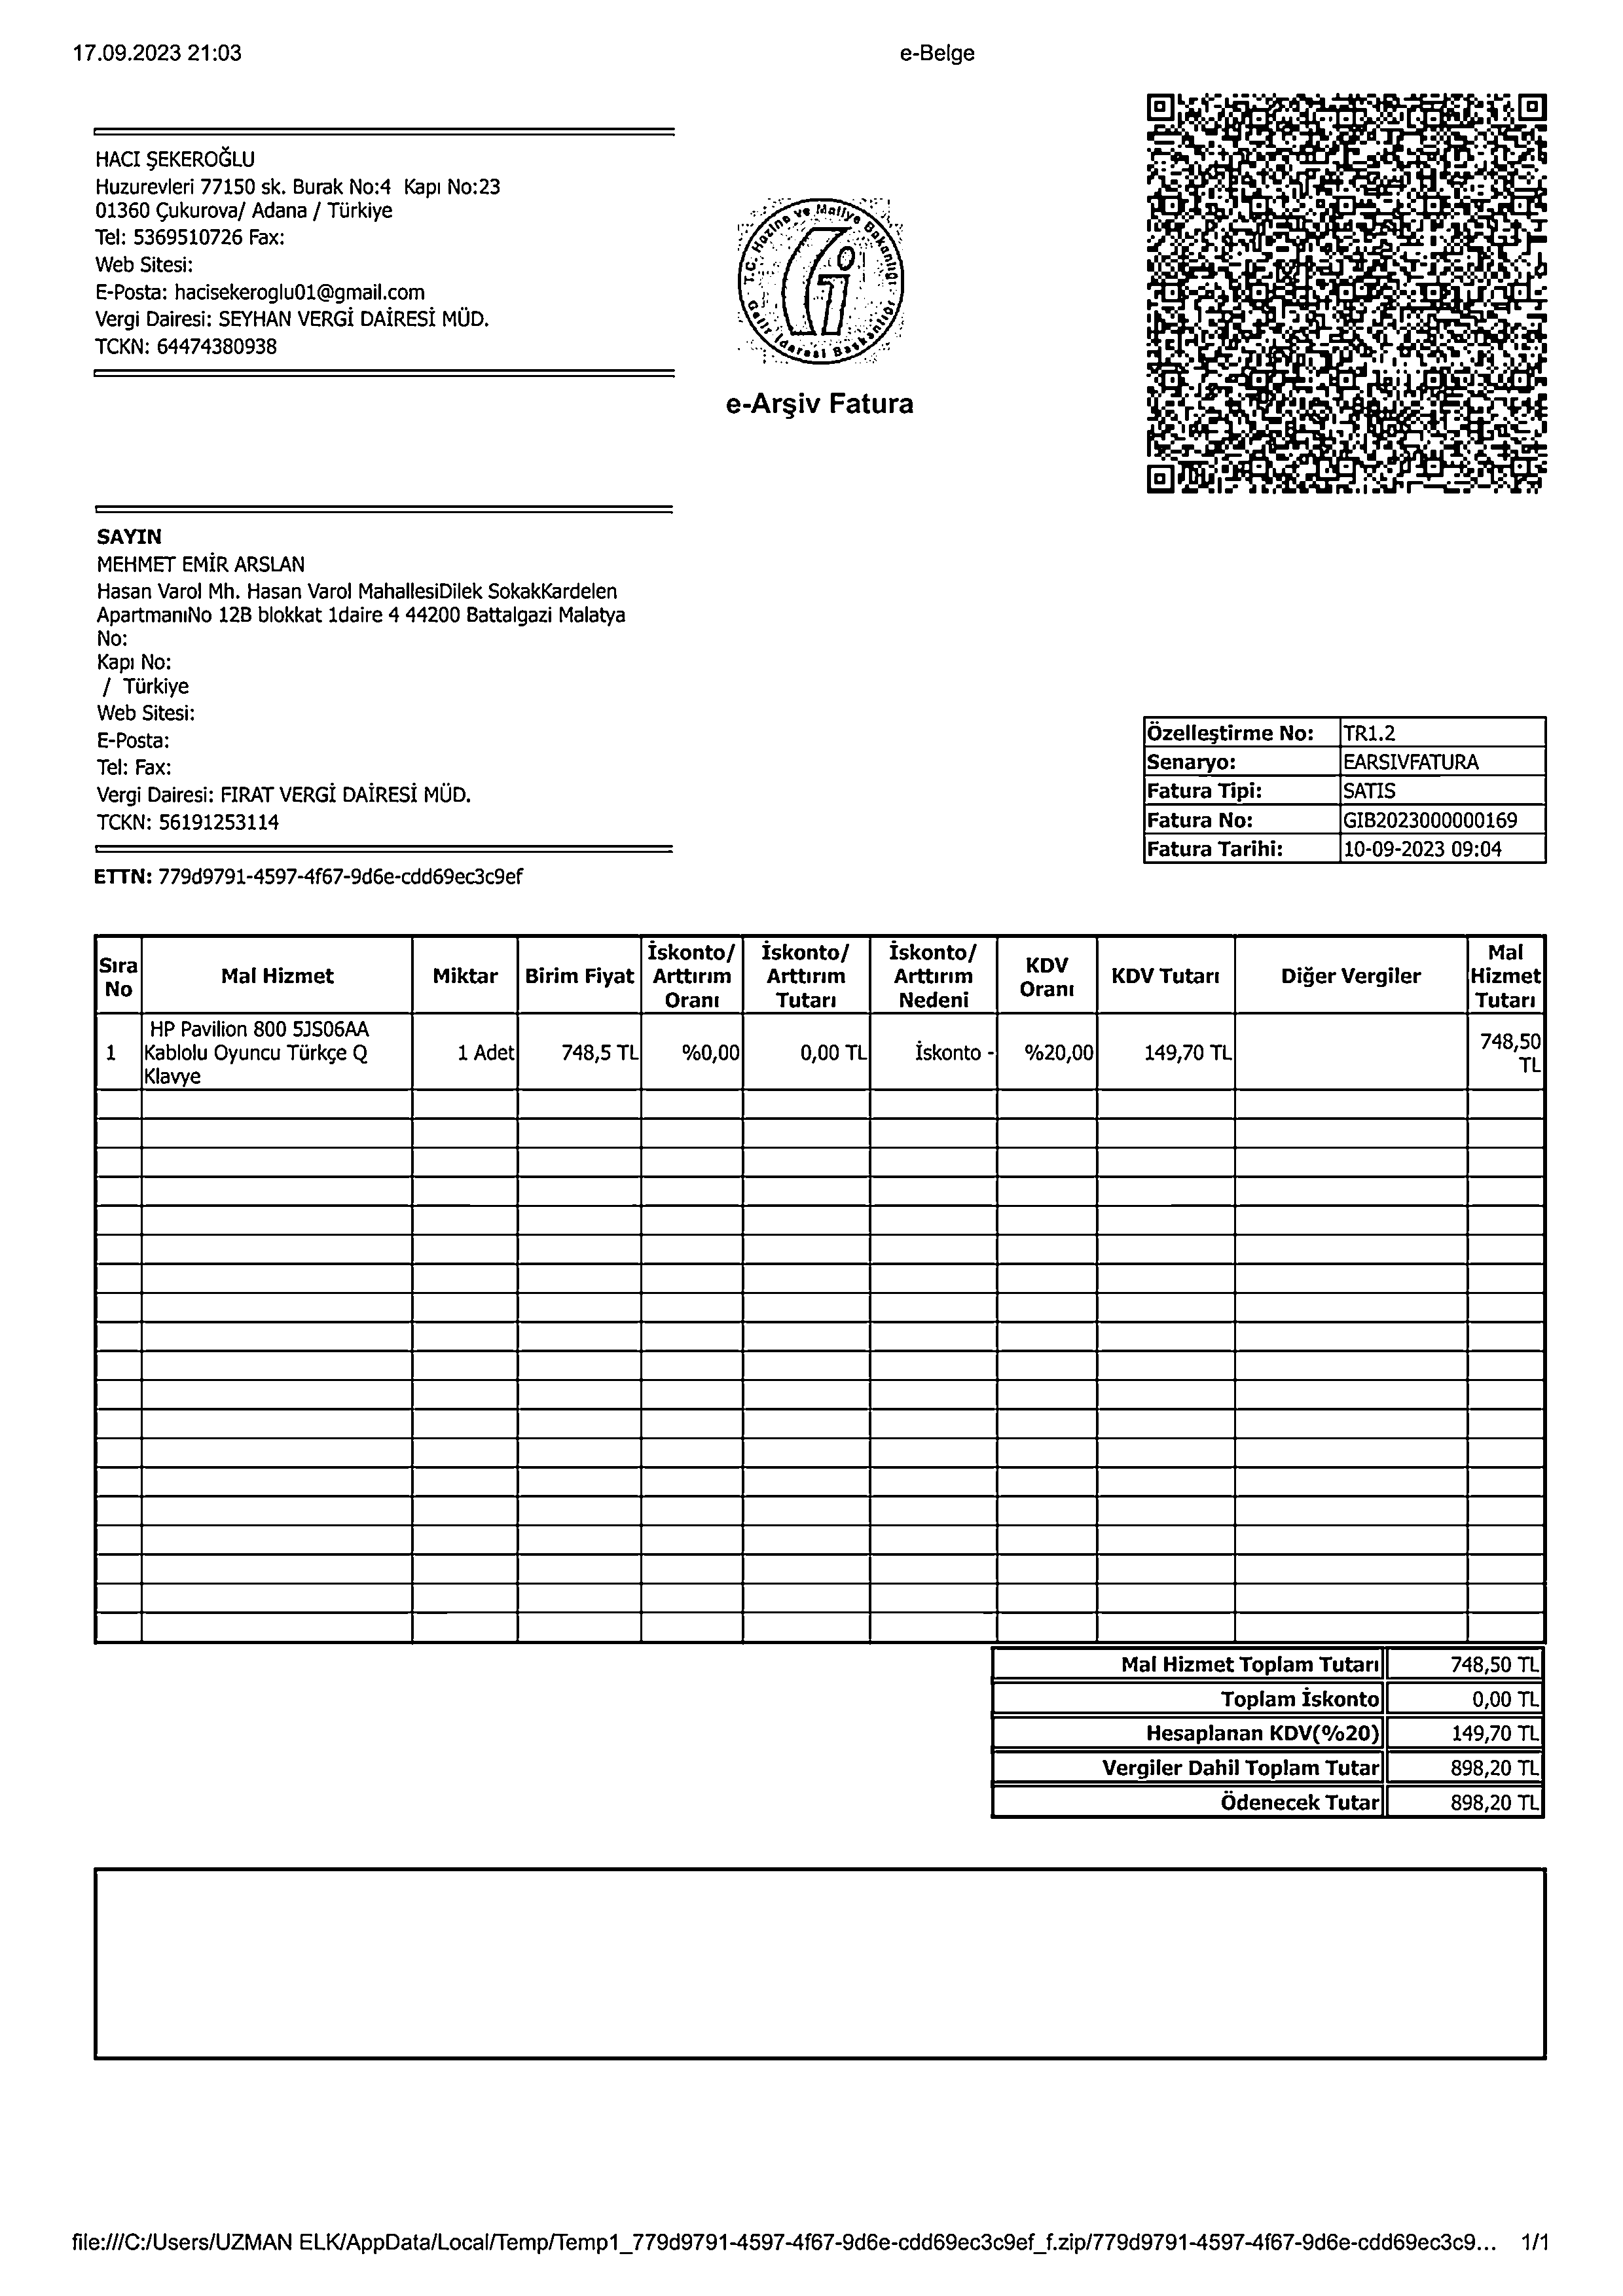 17.09.2023 21:03
e-Belge
HACI ŞEKEROĞLU
Huzurevleri 77150 sk. Burak No:4 Kapı No:23
01360 Çukurova/ Adana / Türkiye
Tel: 5369510726 Fax:
Web Sitesi:
E-Posta: hacisekeroglu01@gmail.com
Vergi Dairesi: SEYHAN VERGİ DAİRESİ MÜD.
TCKN: 64474380938
T.C. Hazine ve Maliye Bakanlığı
Gelir İdaresi Başkanlığı
e-Arşiv Fatura
SAYIN
MEHMET EMİR ARSLAN
Hasan Varol Mh. Hasan Varol MahallesiDilek SokakKardelen
ApartmanıNo 12B blokkat 1daire 4 44200 Battalgazi Malatya
No:
Kapı No:
/ Türkiye
Web Sitesi:
E-Posta:
Tel: Fax:
Vergi Dairesi: FIRAT VERGİ DAİRESİ MÜD.
TCKN: 56191253114
Özelleştirme No: TR1.2
Senaryo: EARSIVFATURA
Fatura Tipi: SATIS
Fatura No: GIB2023000000169
Fatura Tarihi: 10-09-2023 09:04
ETTN: 779d9791-4597-4f67-9d6e-cdd69ec3c9ef
Sıra No Mal Hizmet Miktar Birim Fiyat İskonto/ Arttırım Oranı İskonto/ Arttırım Tutarı İskonto/ Arttırım Nedeni KDV Oranı KDV Tutarı Diğer Vergiler Mal Hizmet Tutarı
1 HP Pavilion 800 5JS06AA Kablolu Oyuncu Türkçe Q Klavye 1 Adet 748,5 TL %0,00 0,00 TL İskonto - %20,00 149,70 TL 748,50 TL
Mal Hizmet Toplam Tutarı 748,50 TL
Toplam İskonto 0,00 TL
Hesaplanan KDV(%20) 149,70 TL
Vergiler Dahil Toplam Tutar 898,20 TL
Ödenecek Tutar 898,20 TL
file:///C:/Users/UZMAN ELK/AppData/Local/Temp/Temp1_779d9791-4597-4f67-9d6e-cdd69ec3c9ef_f.zip/779d9791-4597-4f67-9d6e-cdd69ec3c9... 1/1